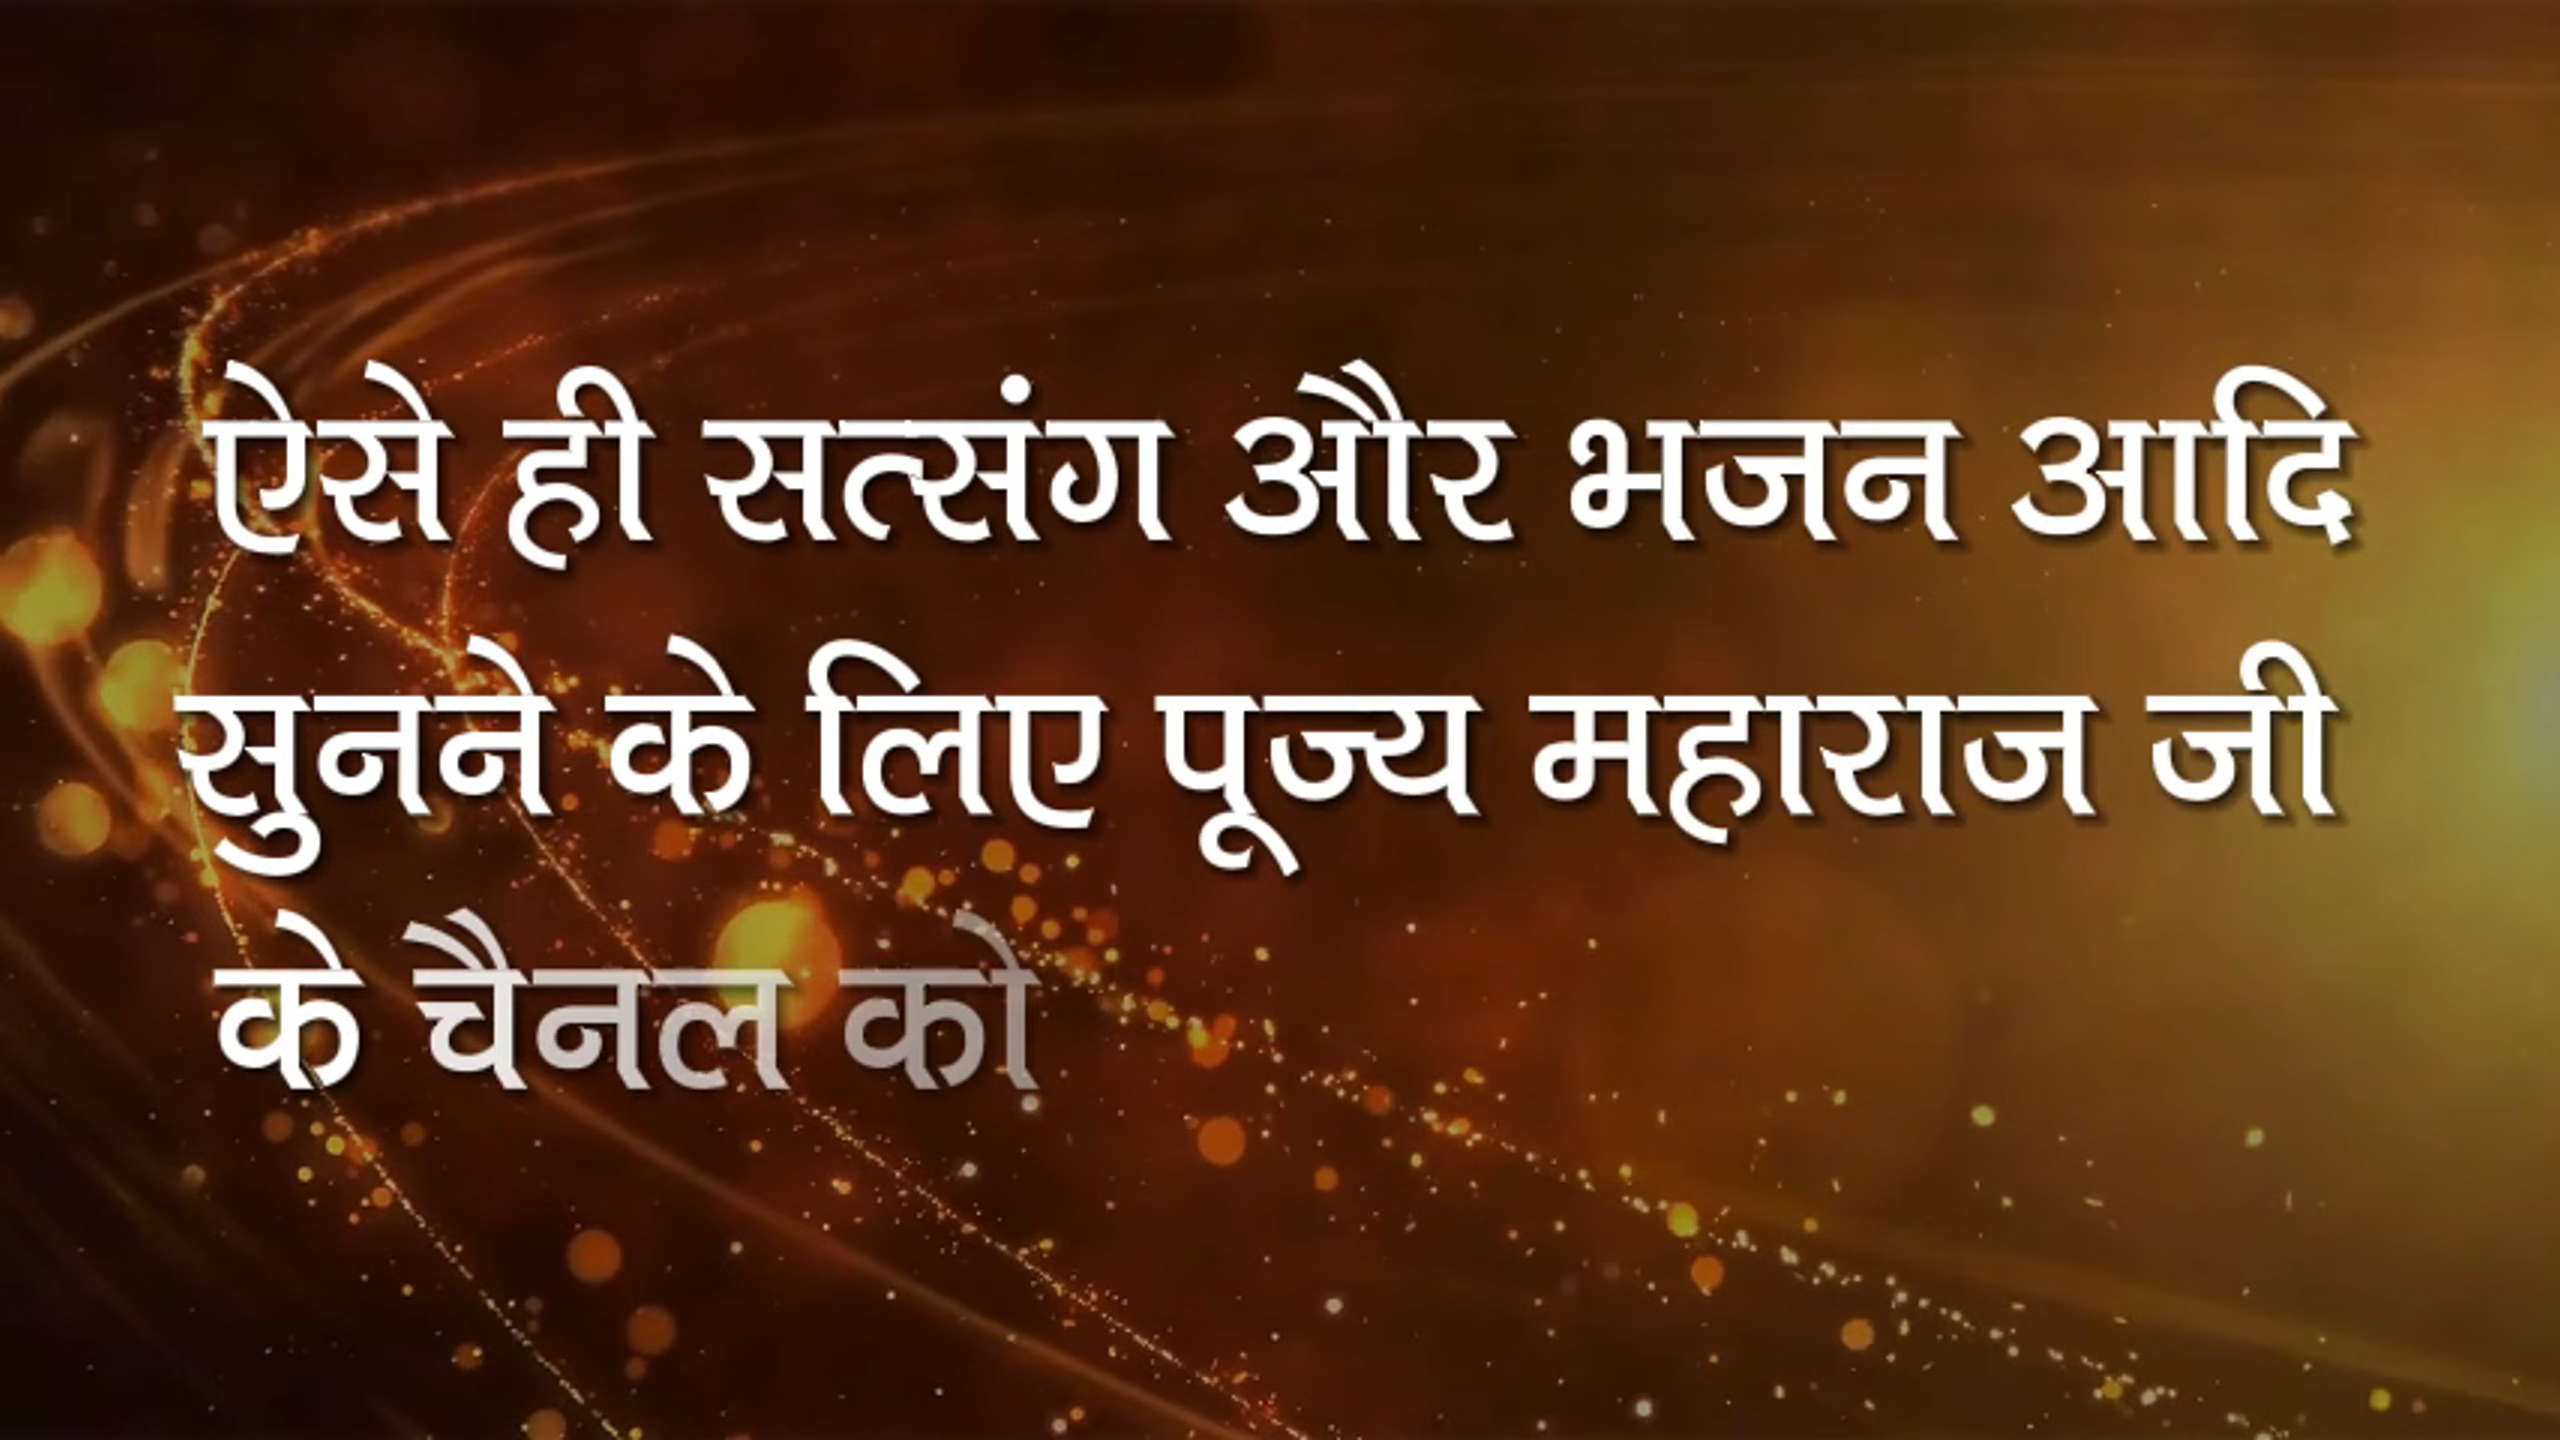 ऐसे ही सत्संग और भजन आदि
सुनने के लिए पूज्य महाराज जी
के चैनल को